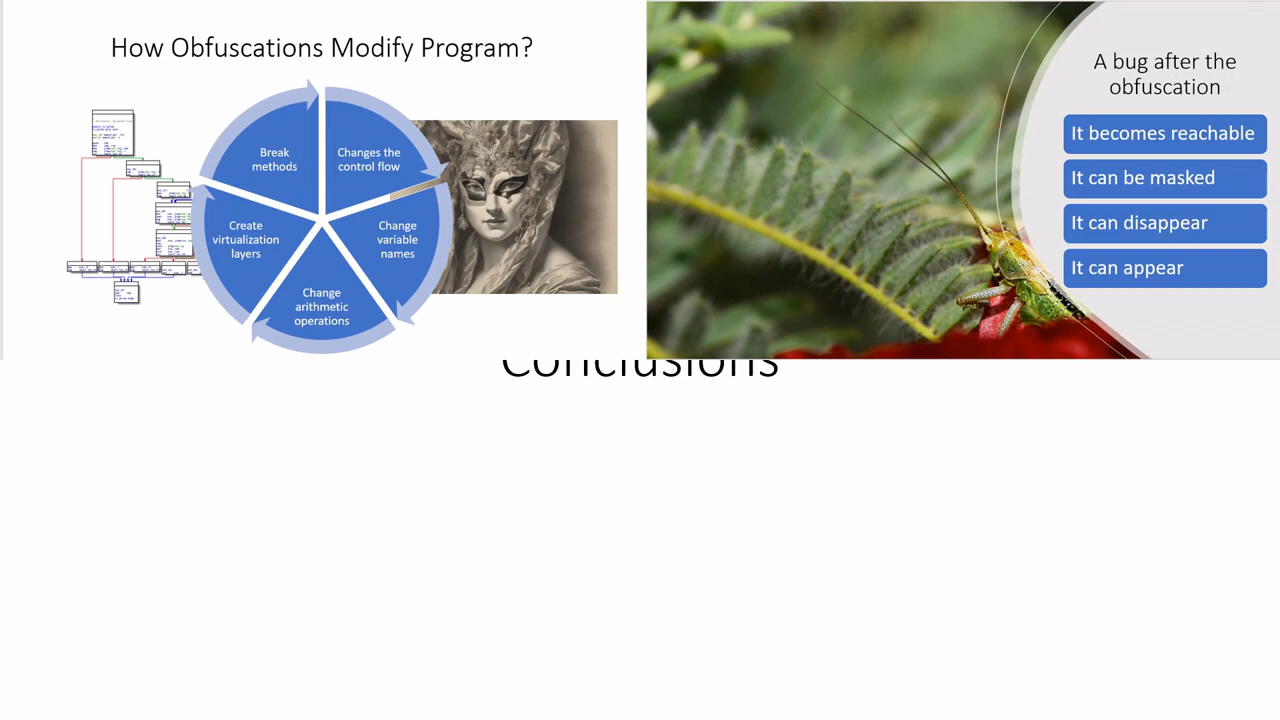 How Obfuscations Modify Program?
Break
methods
Changes the
control flow
Create
virtualization
layers
Change
variable
names
Change
arithmetic
operations
A bug after the
obfuscation
It becomes reachable
It can be masked
It can disappear
It can appear
Conclusions